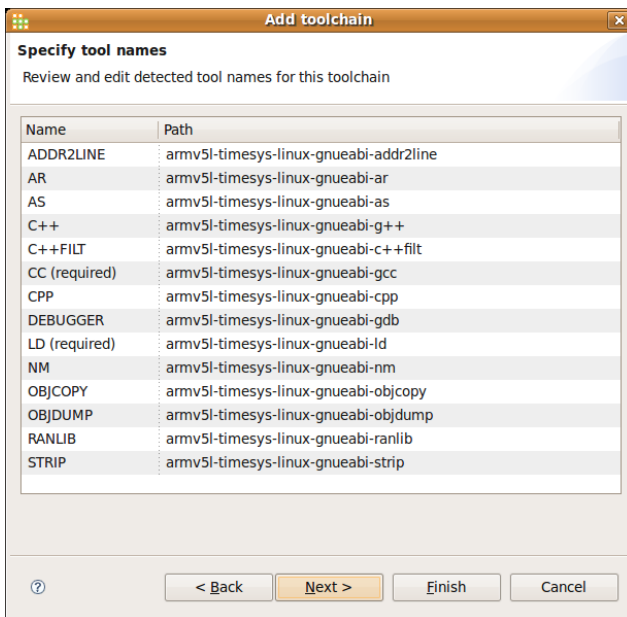 Add toolchain
Specify tool names
Review and edit detected tool names for this toolchain
Name Path
ADDR2LINE armv5l-timesys-linux-gnueabi-addr2line
AR armv5l-timesys-linux-gnueabi-ar
AS armv5l-timesys-linux-gnueabi-as
C++ armv5l-timesys-linux-gnueabi-g++
C++FILT armv5l-timesys-linux-gnueabi-c++filt
CC (required) armv5l-timesys-linux-gnueabi-gcc
CPP armv5l-timesys-linux-gnueabi-cpp
DEBUGGER armv5l-timesys-linux-gnueabi-gdb
LD (required) armv5l-timesys-linux-gnueabi-ld
NM armv5l-timesys-linux-gnueabi-nm
OBJCOPY armv5l-timesys-linux-gnueabi-objcopy
OBJDUMP armv5l-timesys-linux-gnueabi-objdump
RANLIB armv5l-timesys-linux-gnueabi-ranlib
STRIP armv5l-timesys-linux-gnueabi-strip
? < Back Next > Finish Cancel